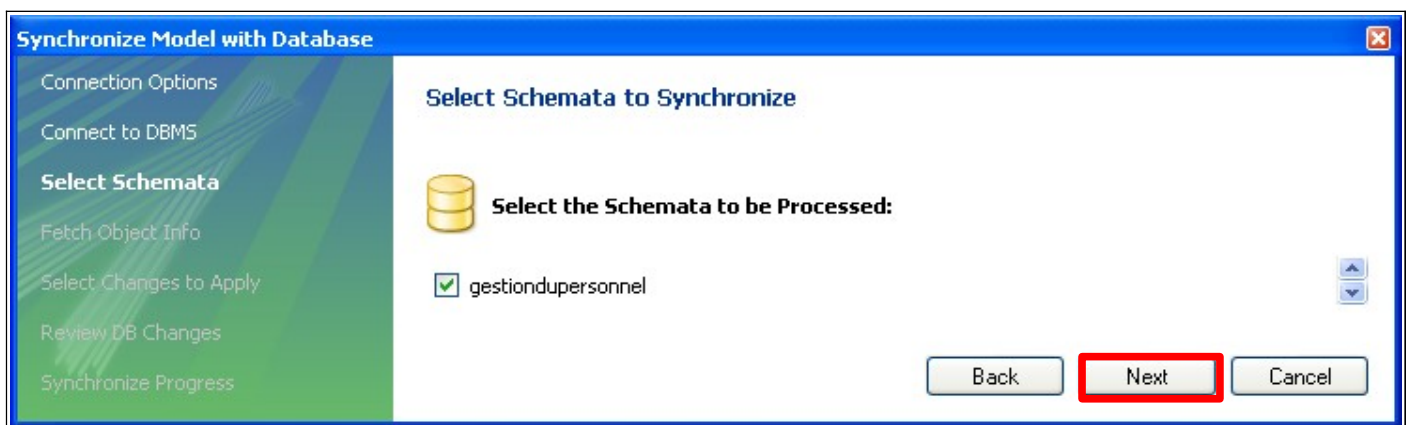 Synchronize Model with Database
Connection Options
Connect to DBMS
Select Schemata
Fetch Object Info
Select Changes to Apply
Review DB Changes
Synchronize Progress
Select Schemata to Synchronize
Select the Schemata to be Processed:
gestiondupersonnel
Back
Next
Cancel